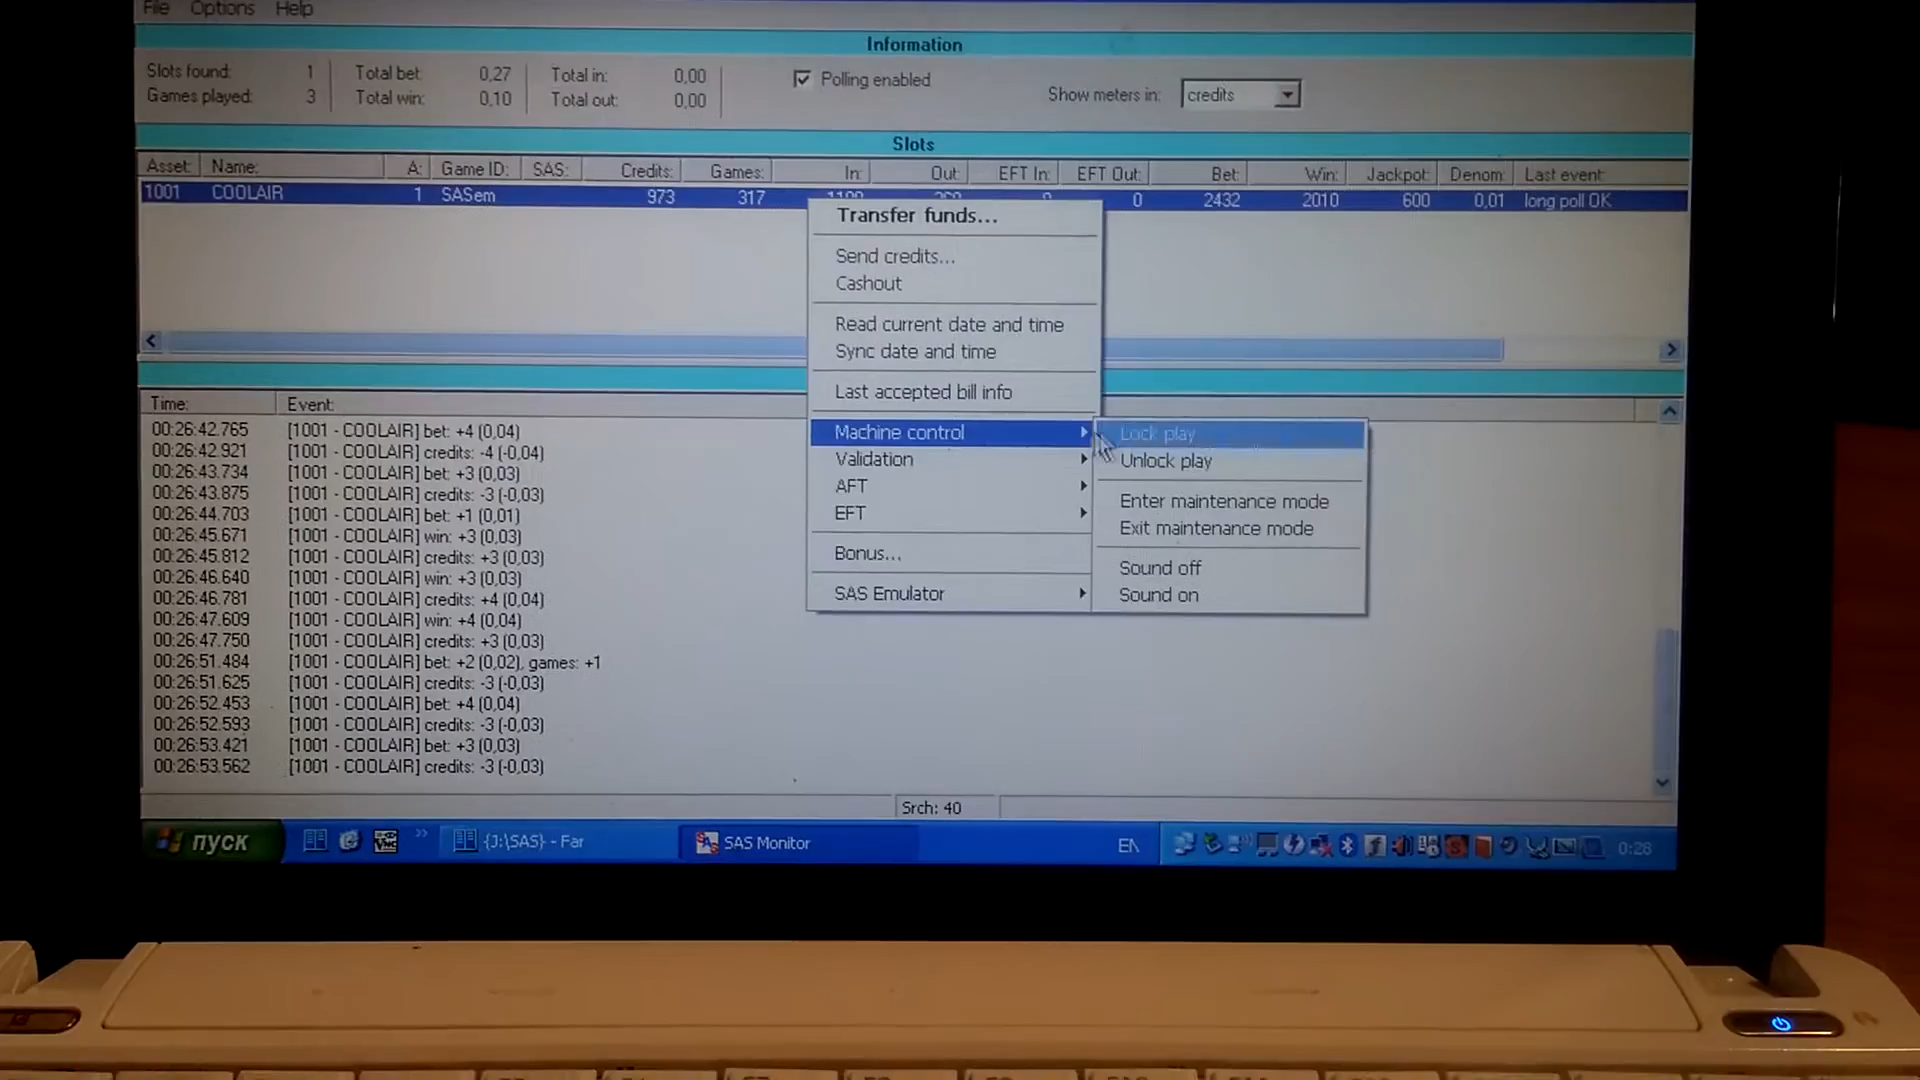 File Options Help
Information
Slots found: 1 Total bet: 0,27 Total in: 0,00 Polling enabled Show meters in: credits
Games played: 3 Total win: 0,10 Total out: 0,00
Slots
Asset: Name: A: Game ID: SAS: Credits: Games: In: Out: EFT In: EFT Out: Bet: Win: Jackpot: Denom: Last event:
1001 COOLAIR 1 SASem 973 317 0 2432 2010 600 0,01 long poll OK
Transfer funds...
Send credits...
Cashout
Read current date and time
Sync date and time
Last accepted bill info
Machine control
Validation
AFT
EFT
Bonus...
SAS Emulator
Lock play
Unlock play
Enter maintenance mode
Exit maintenance mode
Sound off
Sound on
Time: Event:
00:26:42.765 [1001 - COOLAIR] bet: +4 (0,04)
00:26:42.921 [1001 - COOLAIR] credits: -4 (-0,04)
00:26:43.734 [1001 - COOLAIR] bet: +3 (0,03)
00:26:43.875 [1001 - COOLAIR] credits: -3 (-0,03)
00:26:44.703 [1001 - COOLAIR] bet: +1 (0,01)
00:26:45.671 [1001 - COOLAIR] win: +3 (0,03)
00:26:45.812 [1001 - COOLAIR] credits: +3 (0,03)
00:26:46.640 [1001 - COOLAIR] win: +3 (0,03)
00:26:46.781 [1001 - COOLAIR] credits: +4 (0,04)
00:26:47.609 [1001 - COOLAIR] win: +4 (0,04)
00:26:47.750 [1001 - COOLAIR] credits: +3 (0,03)
00:26:51.484 [1001 - COOLAIR] bet: +2 (0,02), games: +1
00:26:51.625 [1001 - COOLAIR] credits: -3 (-0,03)
00:26:52.453 [1001 - COOLAIR] bet: +4 (0,04)
00:26:52.593 [1001 - COOLAIR] credits: -3 (-0,03)
00:26:53.421 [1001 - COOLAIR] bet: +3 (0,03)
00:26:53.562 [1001 - COOLAIR] credits: -3 (-0,03)
Srch: 40
пуск {J:\SAS} - Far SAS Monitor EN 0:28